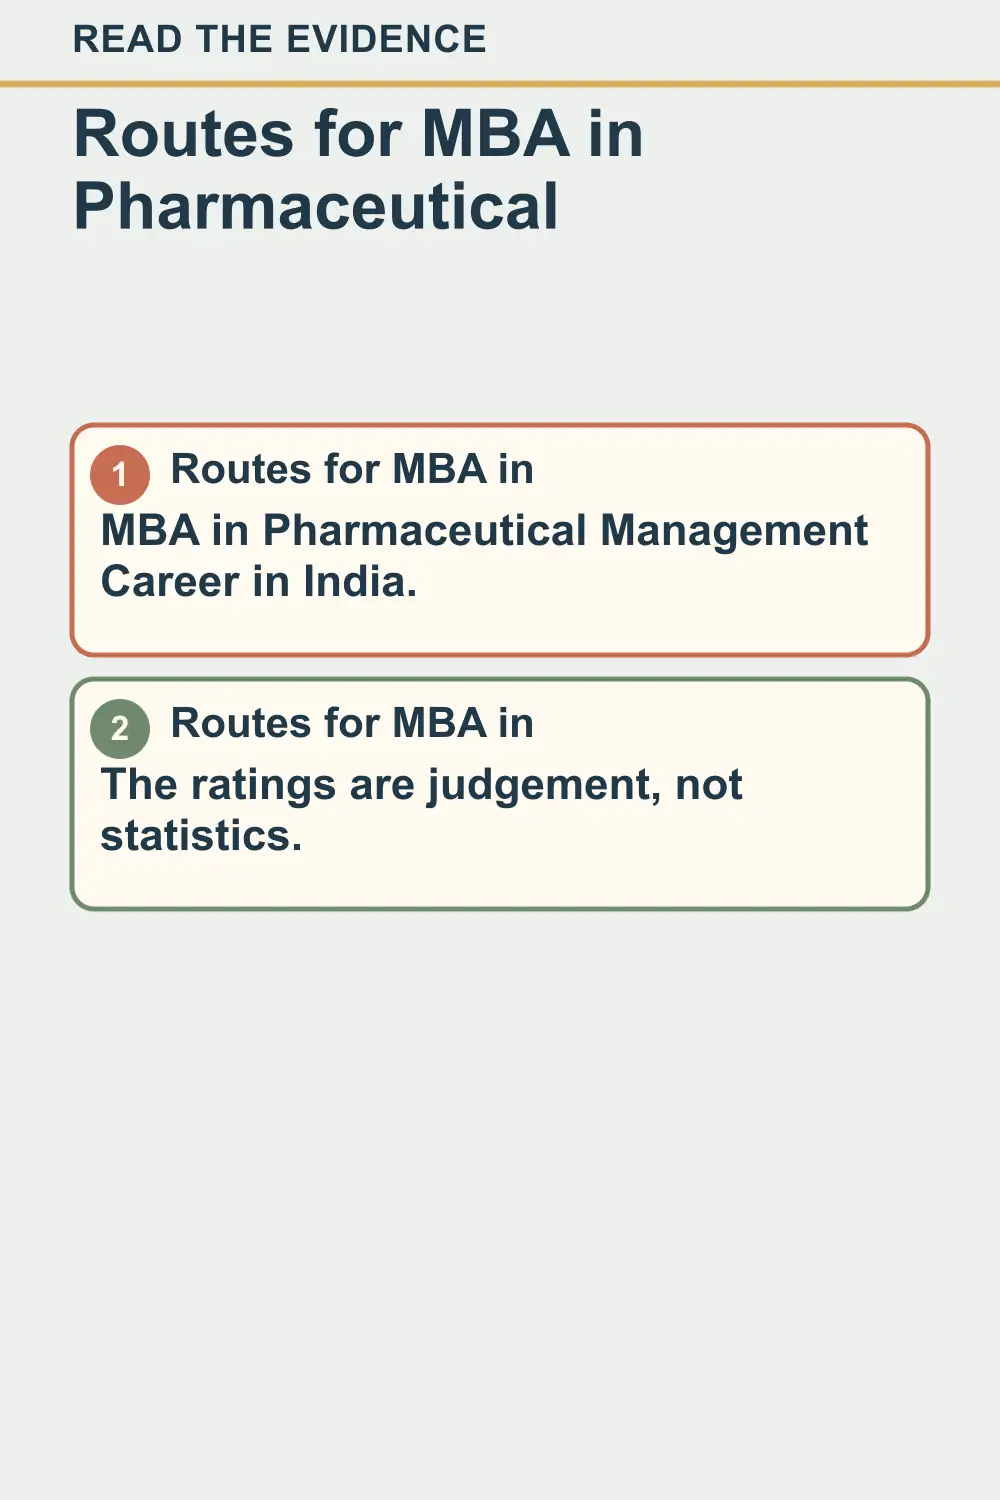 READ THE EVIDENCE
Routes for MBA in
Pharmaceutical
1 Routes for MBA in
MBA in Pharmaceutical Management
Career in India.
2 Routes for MBA in
The ratings are judgement, not
statistics.